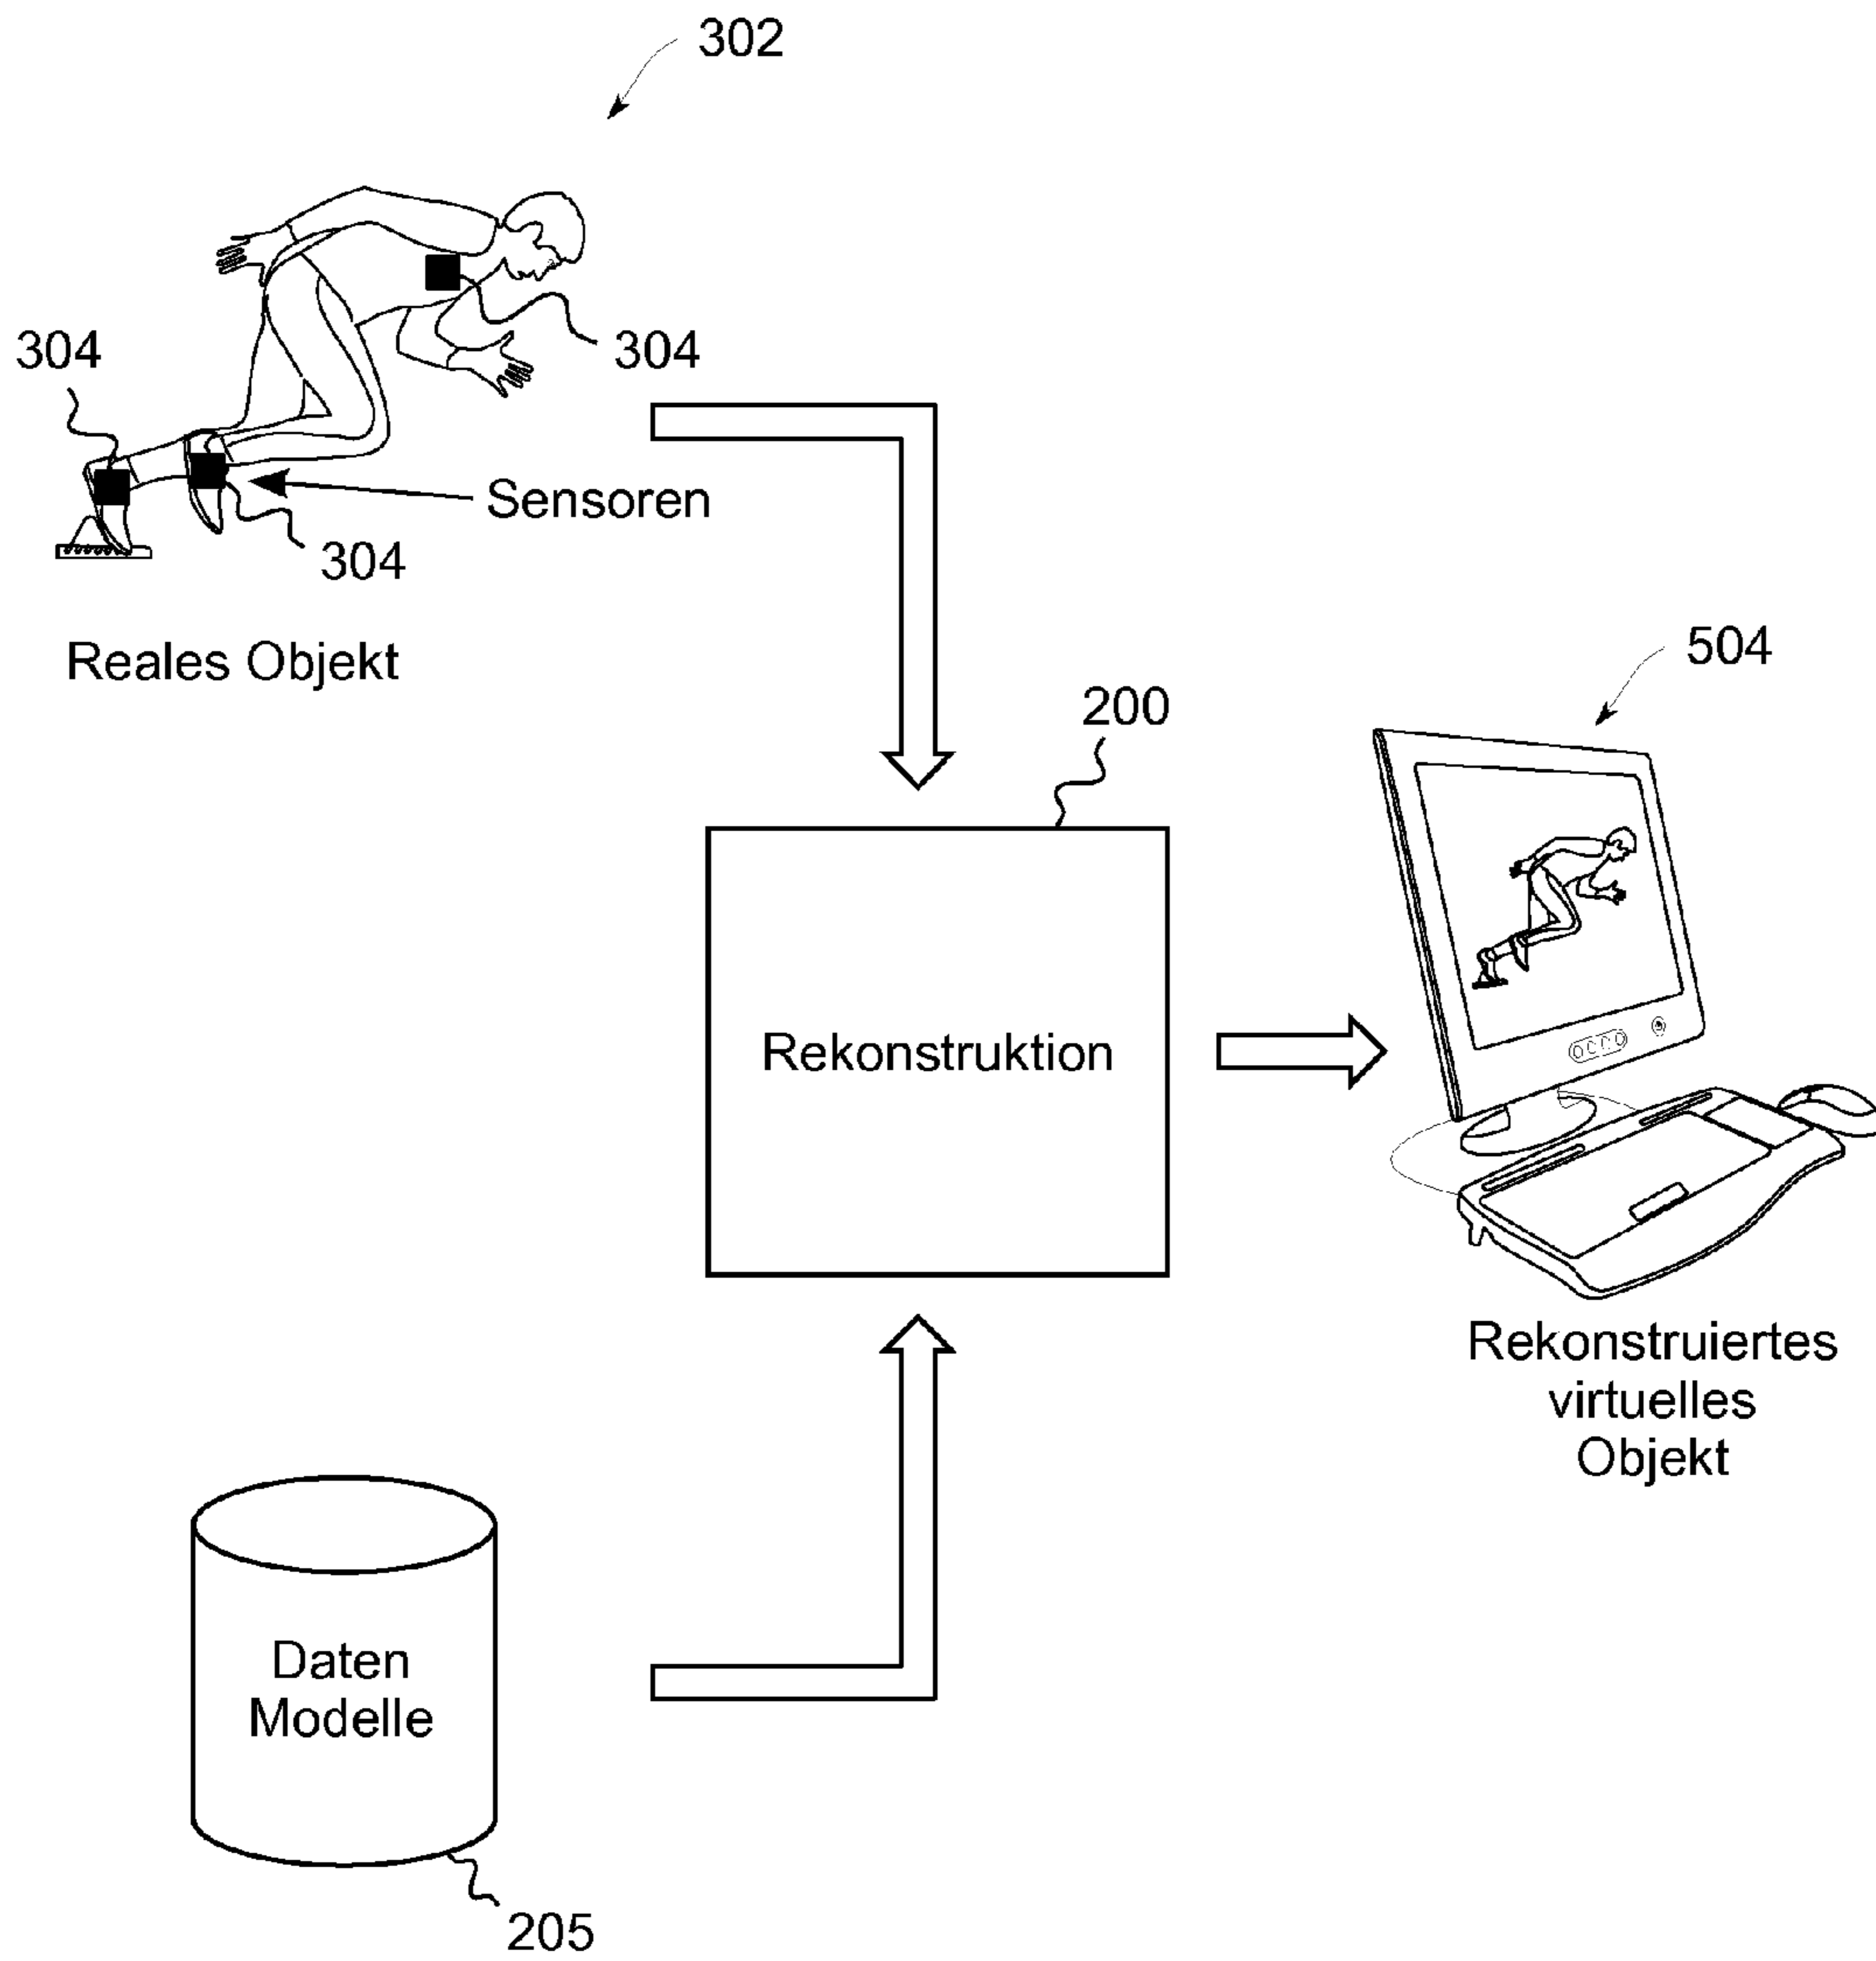 302
304
304
Sensoren
304
Reales Objekt
504
200
Rekonstruktion
Rekonstruiertes
virtuelles
Objekt
Daten
Modelle
205